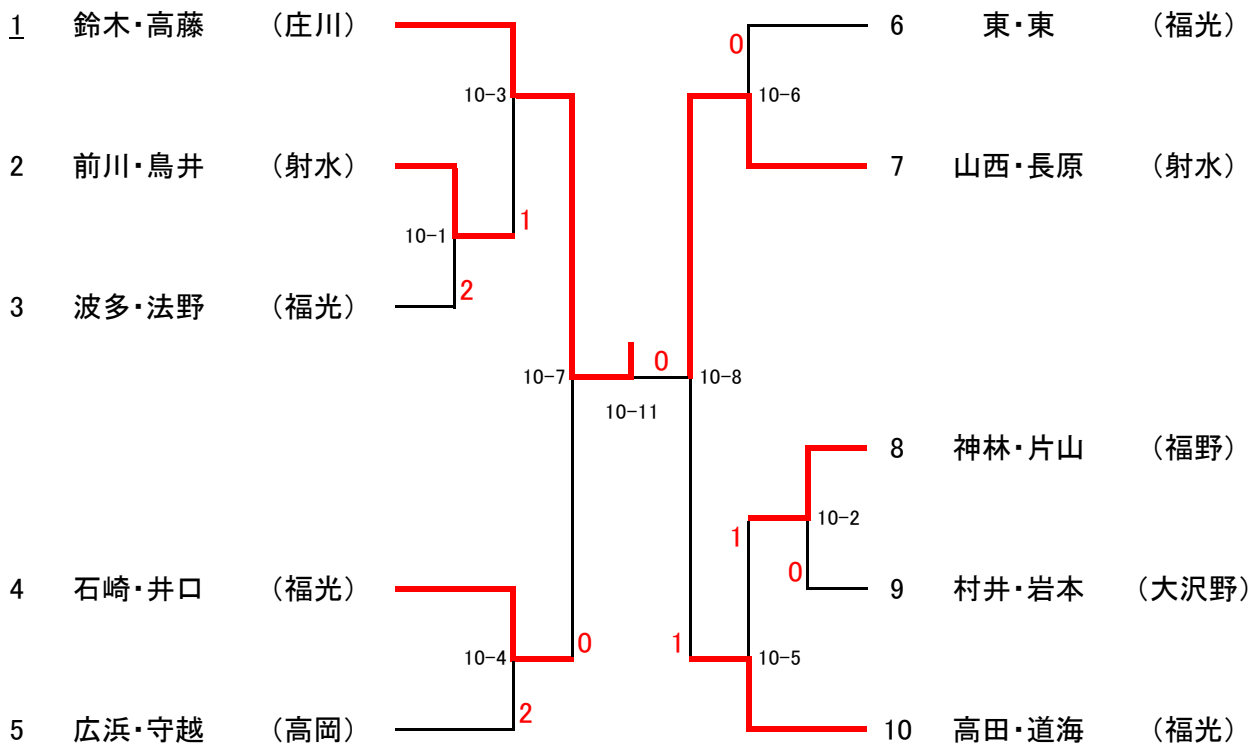 1 鈴木・高藤 （庄川）
10-3
2 前川・鳥井 （射水）
1
10-1
2
3 波多・法野 （福光）
10-7
0
10-11
4 石崎・井口 （福光）
0
10-4
2
5 広浜・守越 （高岡）
6 東・東 （福光）
0
10-6
7 山西・長原 （射水）
10-8
8 神林・片山 （福野）
10-2
1
0
9 村井・岩本 （大沢野）
1
10-5
10 高田・道海 （福光）